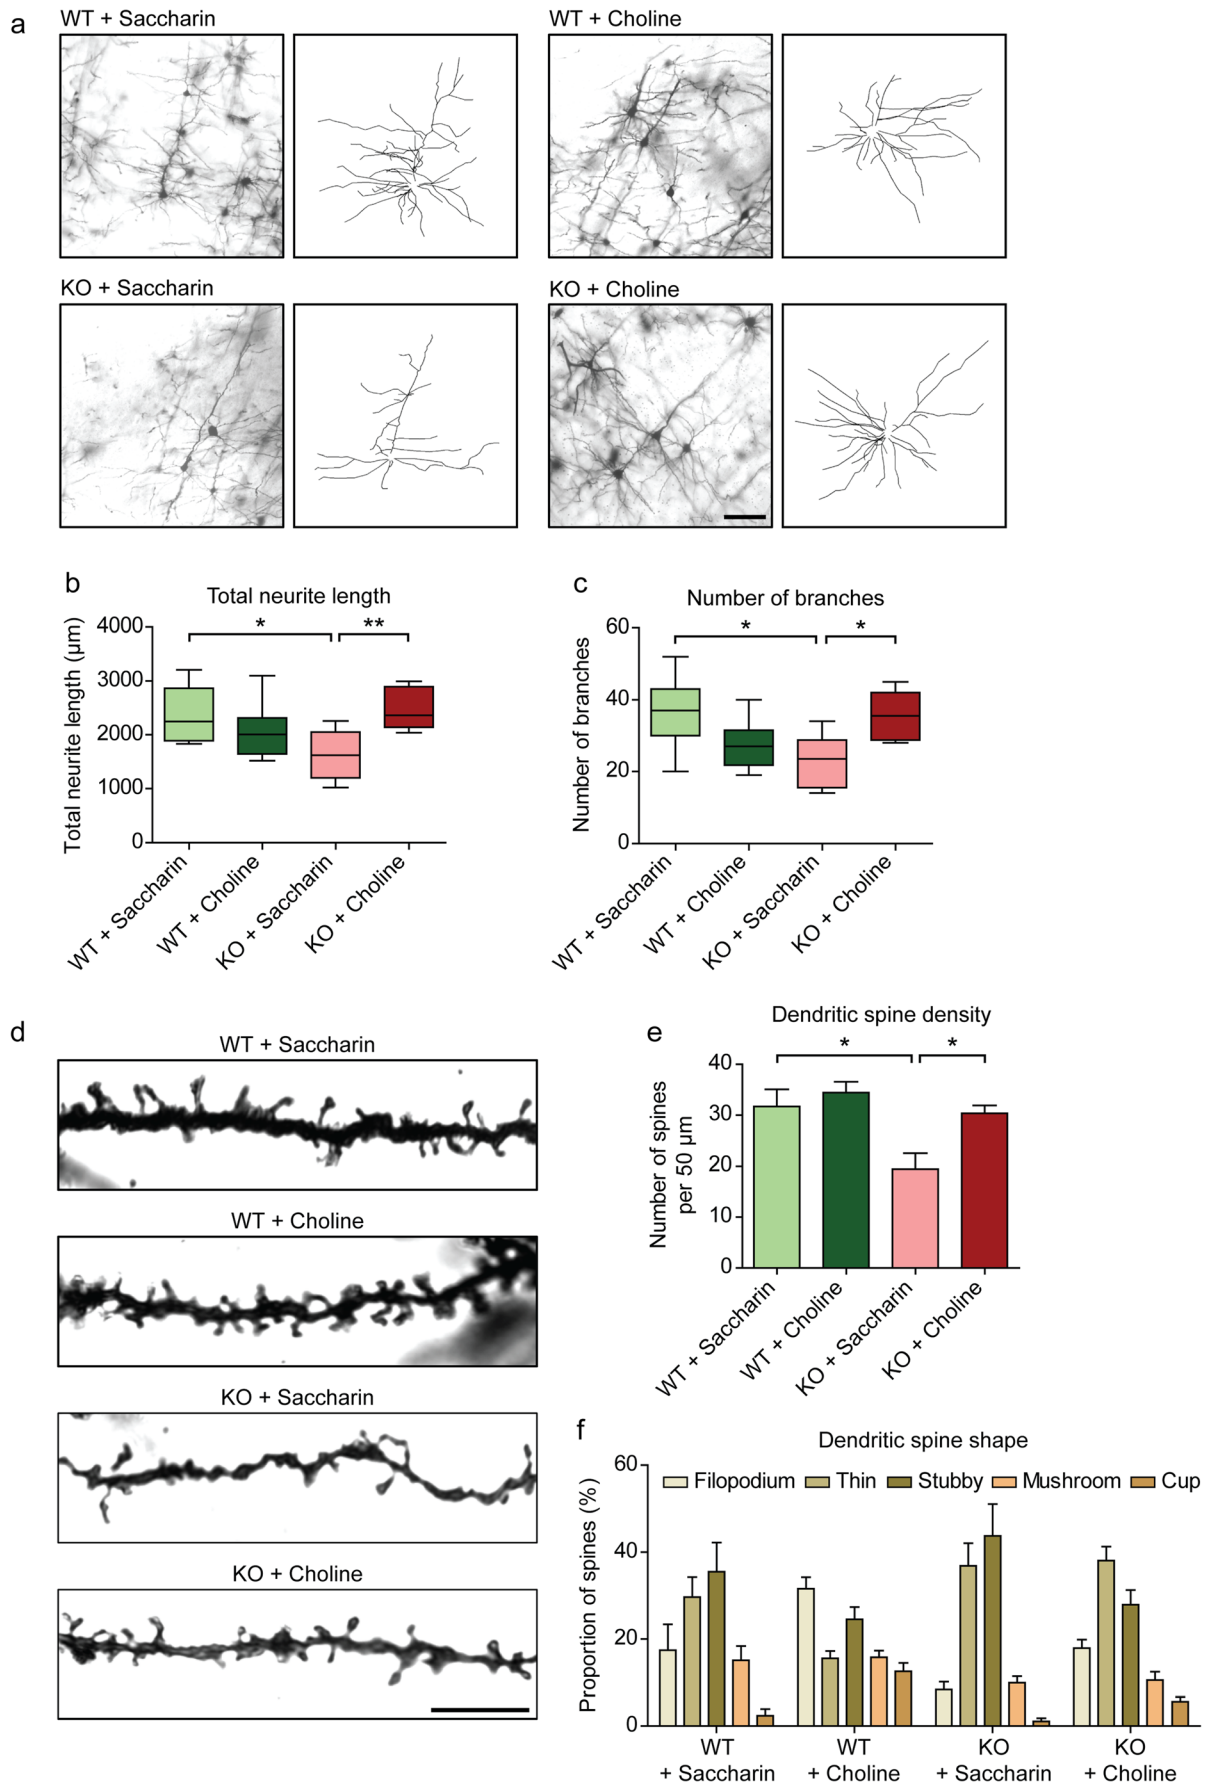 a
WT + Saccharin
WT + Choline
KO + Saccharin
KO + Choline
b
Total neurite length
Total neurite length (µm)
4000
3000
2000
1000
0
*
**
WT + Saccharin
WT + Choline
KO + Saccharin
KO + Choline
c
Number of branches
Number of branches
60
40
20
0
*
*
WT + Saccharin
WT + Choline
KO + Saccharin
KO + Choline
d
WT + Saccharin
WT + Choline
KO + Saccharin
KO + Choline
e
Dendritic spine density
Number of spines
per 50 µm
40
30
20
10
0
*
*
WT + Saccharin
WT + Choline
KO + Saccharin
KO + Choline
f
Dendritic spine shape
Proportion of spines (%)
60
40
20
0
Filopodium Thin Stubby Mushroom Cup
WT
+ Saccharin
WT
+ Choline
KO
+ Saccharin
KO
+ Choline